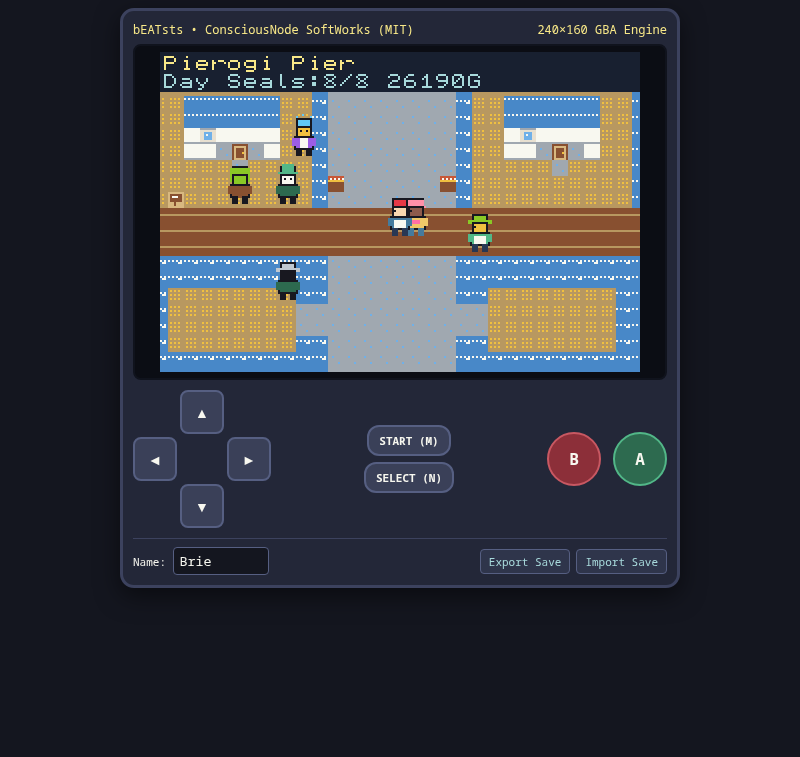 bEATsts • ConsciousNode SoftWorks (MIT)
240×160 GBA Engine
Pierogi Pier
Day Seals:8/8 26190G
▲
◄
►
▼
START (M)
SELECT (N)
B
A
Name: Brie
Export Save
Import Save